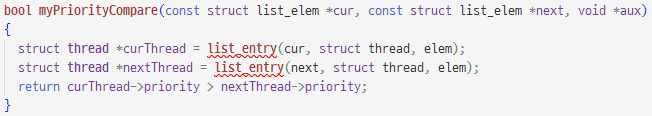 bool myPriorityCompare(const struct list_elem *cur, const struct list_elem *next, void *aux)
{
  struct thread *curThread = list_entry(cur, struct thread, elem);
  struct thread *nextThread = list_entry(next, struct thread, elem);
  return curThread->priority > nextThread->priority;
}